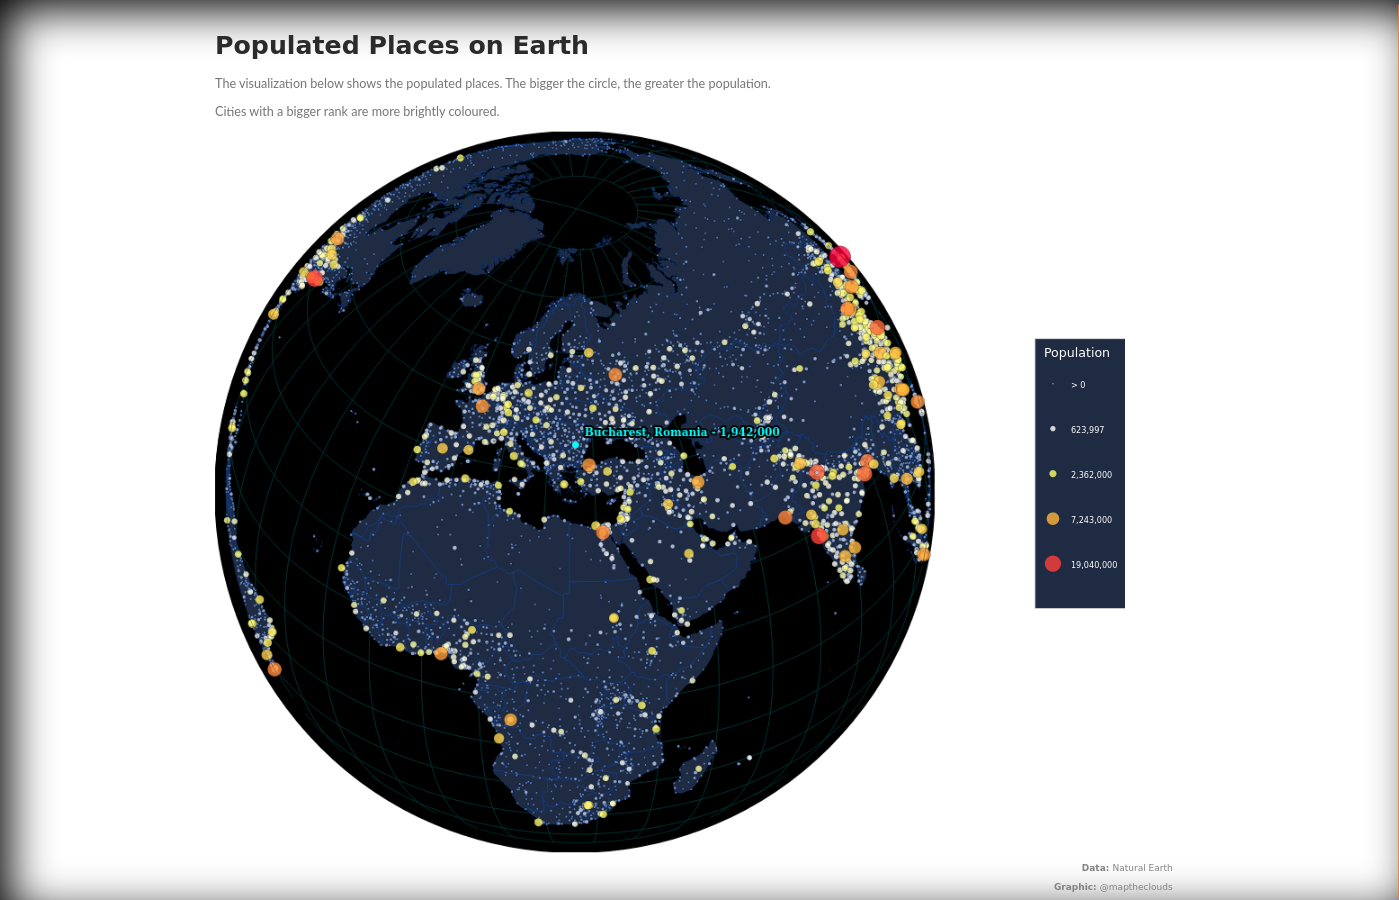 Populated Places on Earth
The visualization below shows the populated places. The bigger the circle, the greater the population.
Cities with a bigger rank are more brightly coloured.
Bucharest, Romania - 1,942,000
Population
> 0
623,997
2,362,000
7,243,000
19,040,000
Data: Natural Earth
Graphic: @maptheclouds